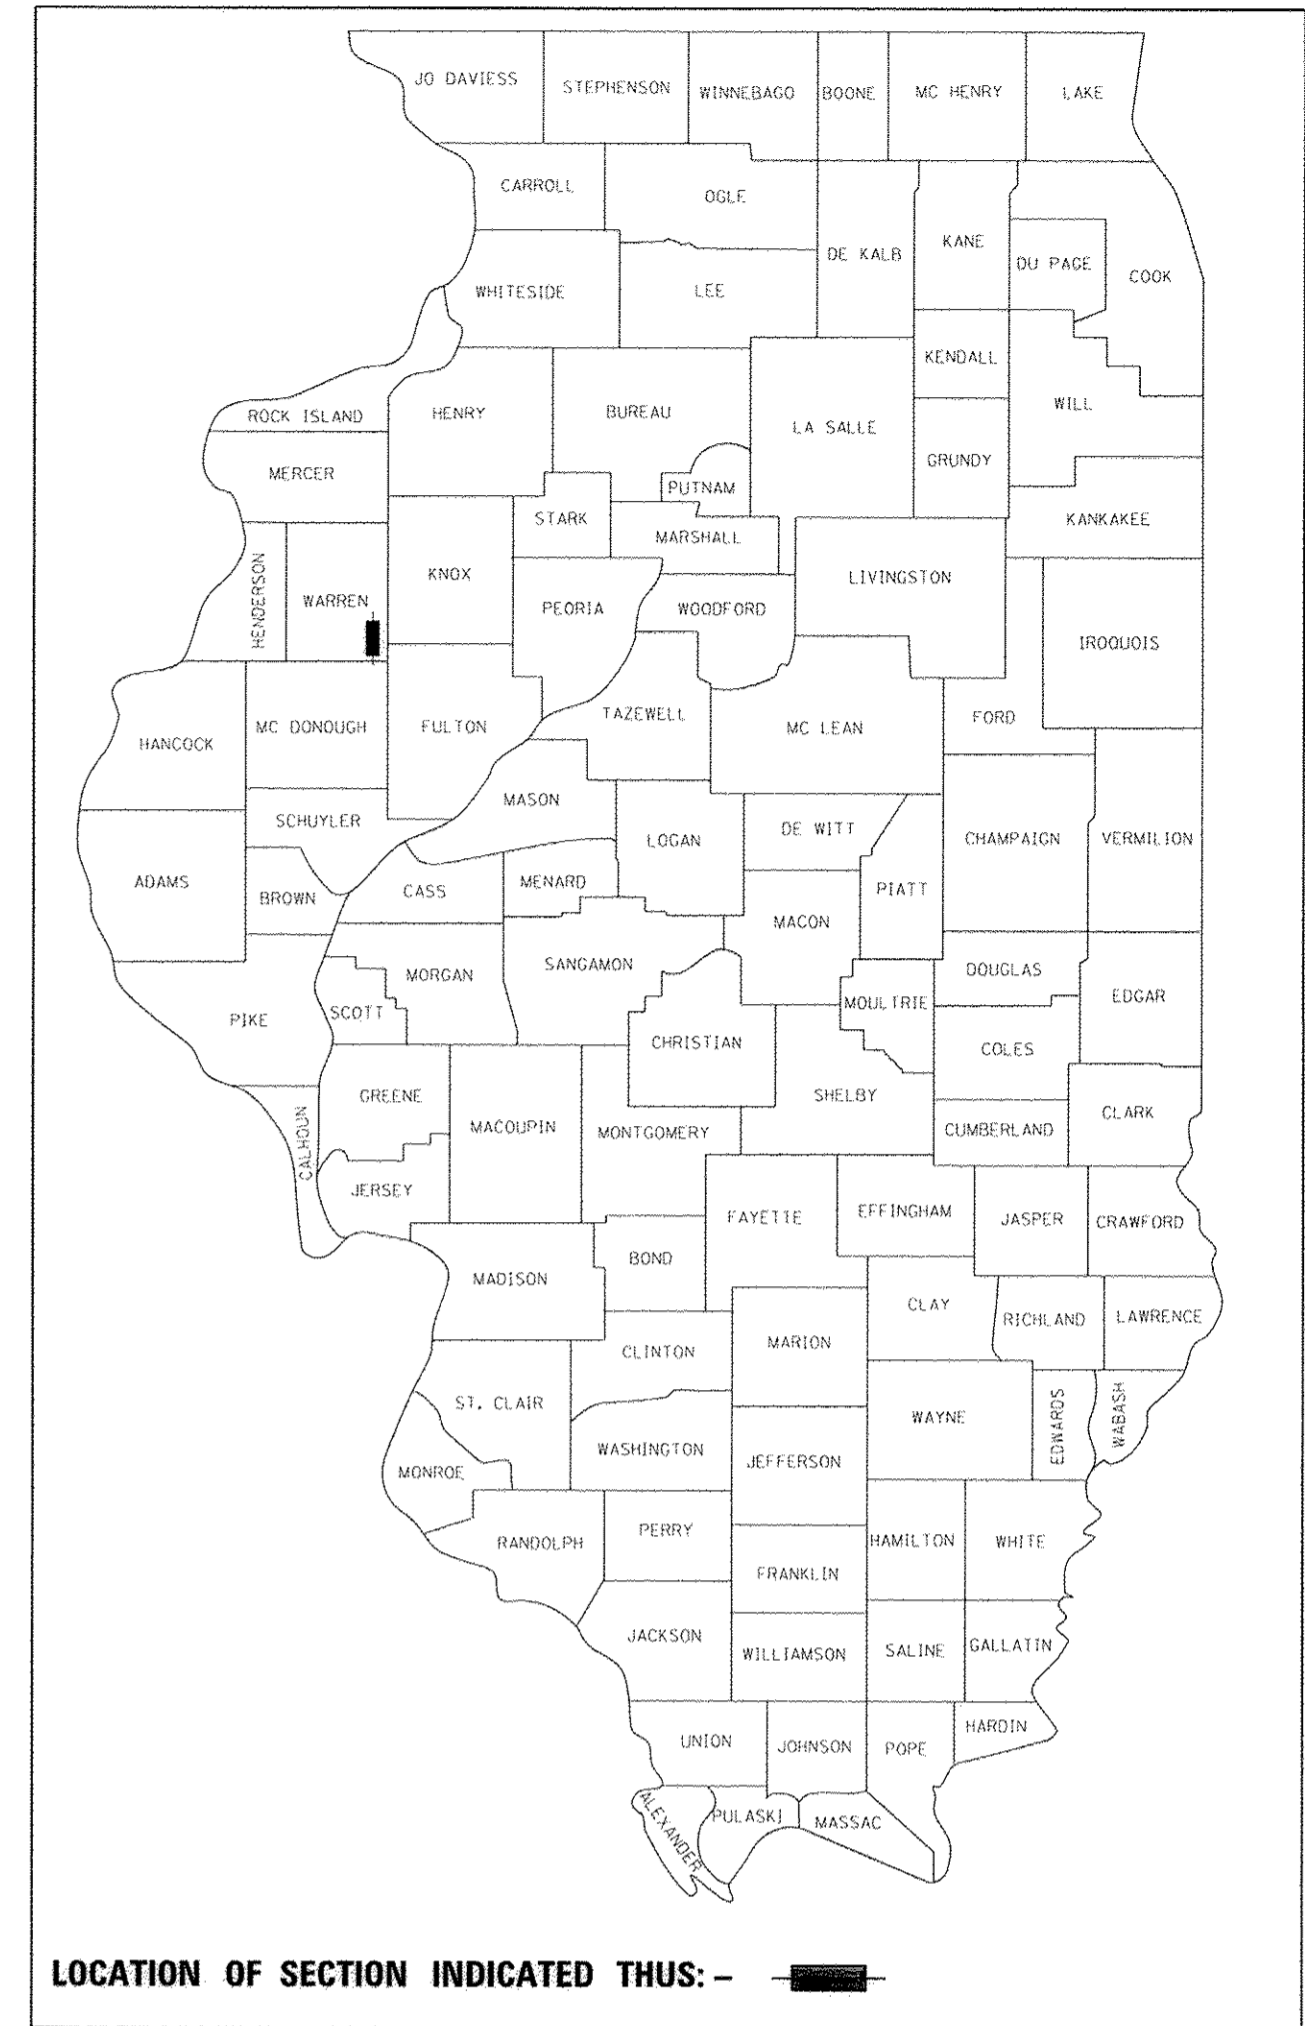 JO DAVIESS
STEPHENSON
WINNEBAGO
BOONE
MC HENRY
LAKE
CARROLL
OGLE
DE KALB
KANE
DU PAGE
COOK
WHITESIDE
LEE
KENDALL
ROCK ISLAND
HENRY
BUREAU
LA SALLE
WILL
MERCER
PUTNAM
GRUNDY
STARK
MARSHALL
KANKAKEE
HENDERSON
WARREN
KNOX
PEORIA
WOODFORD
LIVINGSTON
IROQUOIS
HANCOCK
MC DONOUGH
FULTON
TAZEWELL
MC LEAN
FORD
SCHUYLER
MASON
LOGAN
DE WITT
CHAMPAIGN
VERMILION
ADAMS
BROWN
CASS
MENARD
MACON
PIATT
PIKE
SCOTT
MORGAN
SANGAMON
CHRISTIAN
MOULTRIE
DOUGLAS
EDGAR
COLES
CALHOUN
GREENE
MACOUPIN
MONTGOMERY
SHELBY
CUMBERLAND
CLARK
JERSEY
FAYETTE
EFFINGHAM
JASPER
CRAWFORD
MADISON
BOND
CLAY
RICHLAND
LAWRENCE
CLINTON
MARION
ST. CLAIR
WASHINGTON
JEFFERSON
WAYNE
EDWARDS
WABASH
MONROE
RANDOLPH
PERRY
FRANKLIN
HAMILTON
WHITE
JACKSON
WILLIAMSON
SALINE
GALLATIN
UNION
JOHNSON
POPE
HARDIN
ALEXANDER
PULASKI
MASSAC
LOCATION OF SECTION INDICATED THUS: –